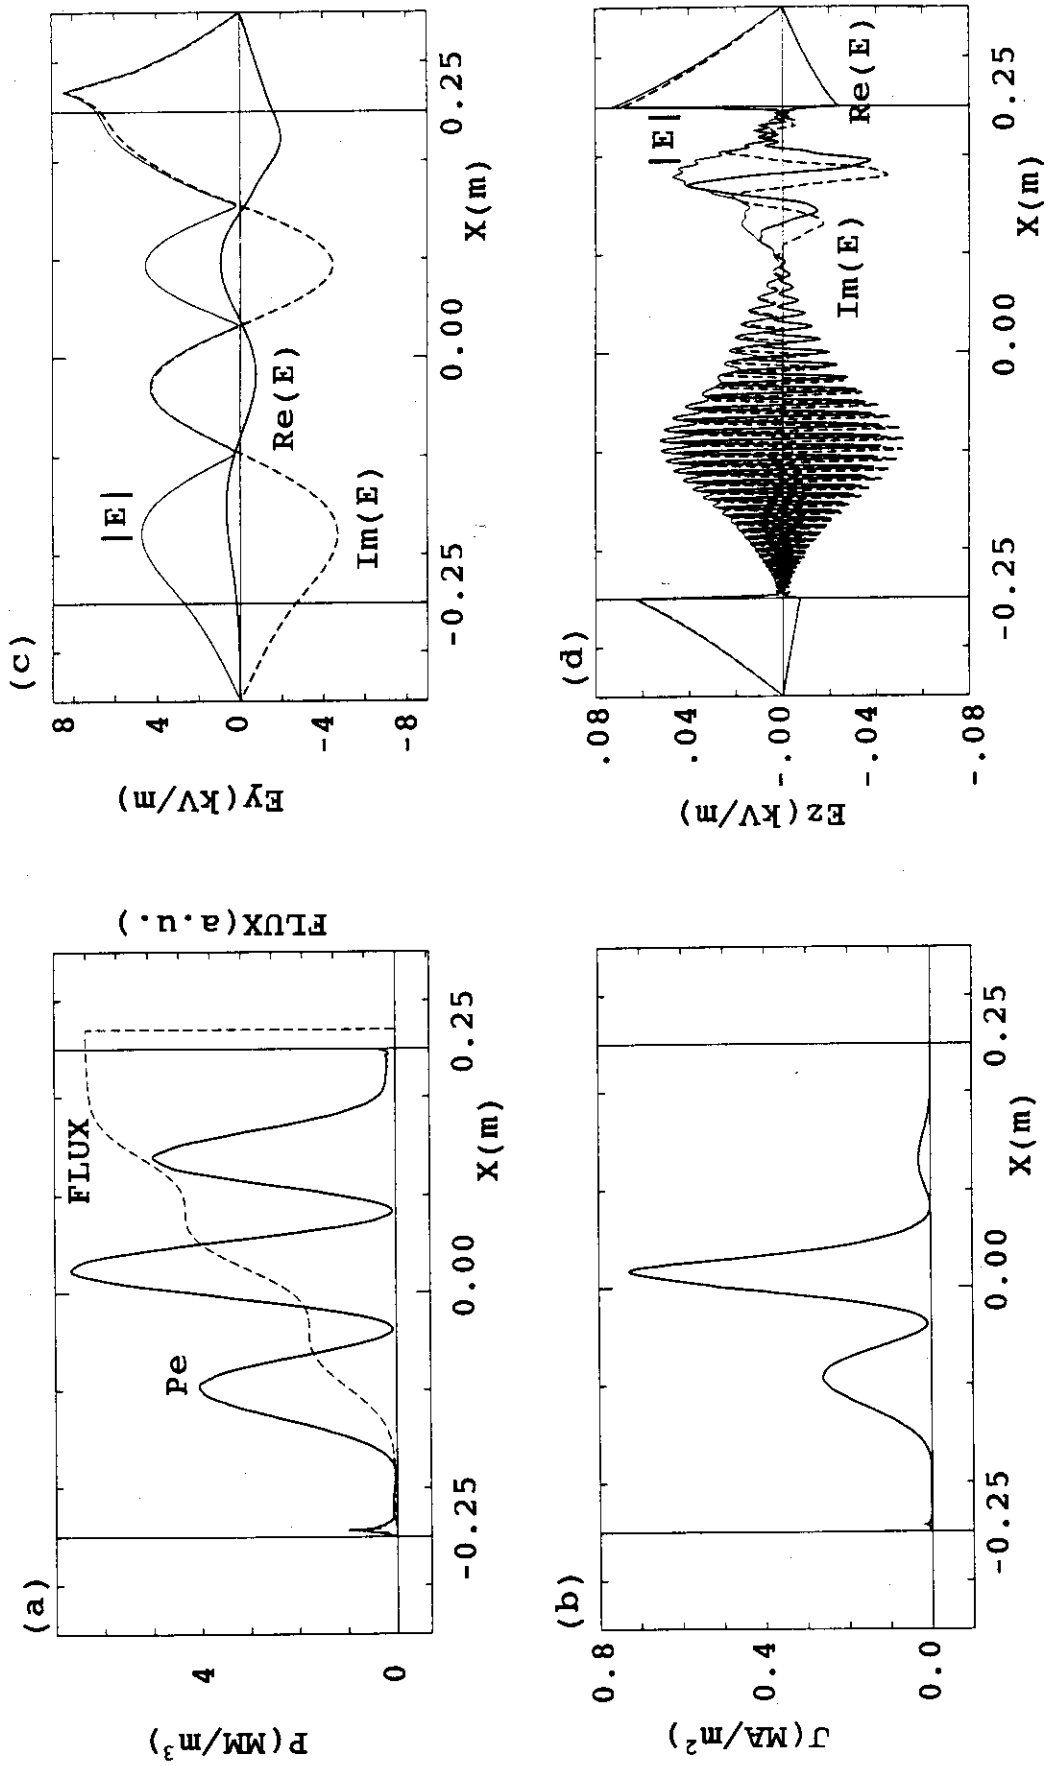 (a)
P(MW/m³)
4
0
Pe
FLUX
FLUX(a.u.)
-0.25 0.00 0.25
X(m)
(b)
J(MA/m²)
0.8
0.4
0.0
-0.25 0.00 0.25
X(m)
(c)
Ey(kV/m)
8
4
0
-4
-8
|E|
Im(E)
Re(E)
-0.25 0.00 0.25
X(m)
(d)
Ez(kV/m)
.08
.04
-.00
-.04
-.08
|E|
Im(E)
Re(E)
-0.25 0.00 0.25
X(m)